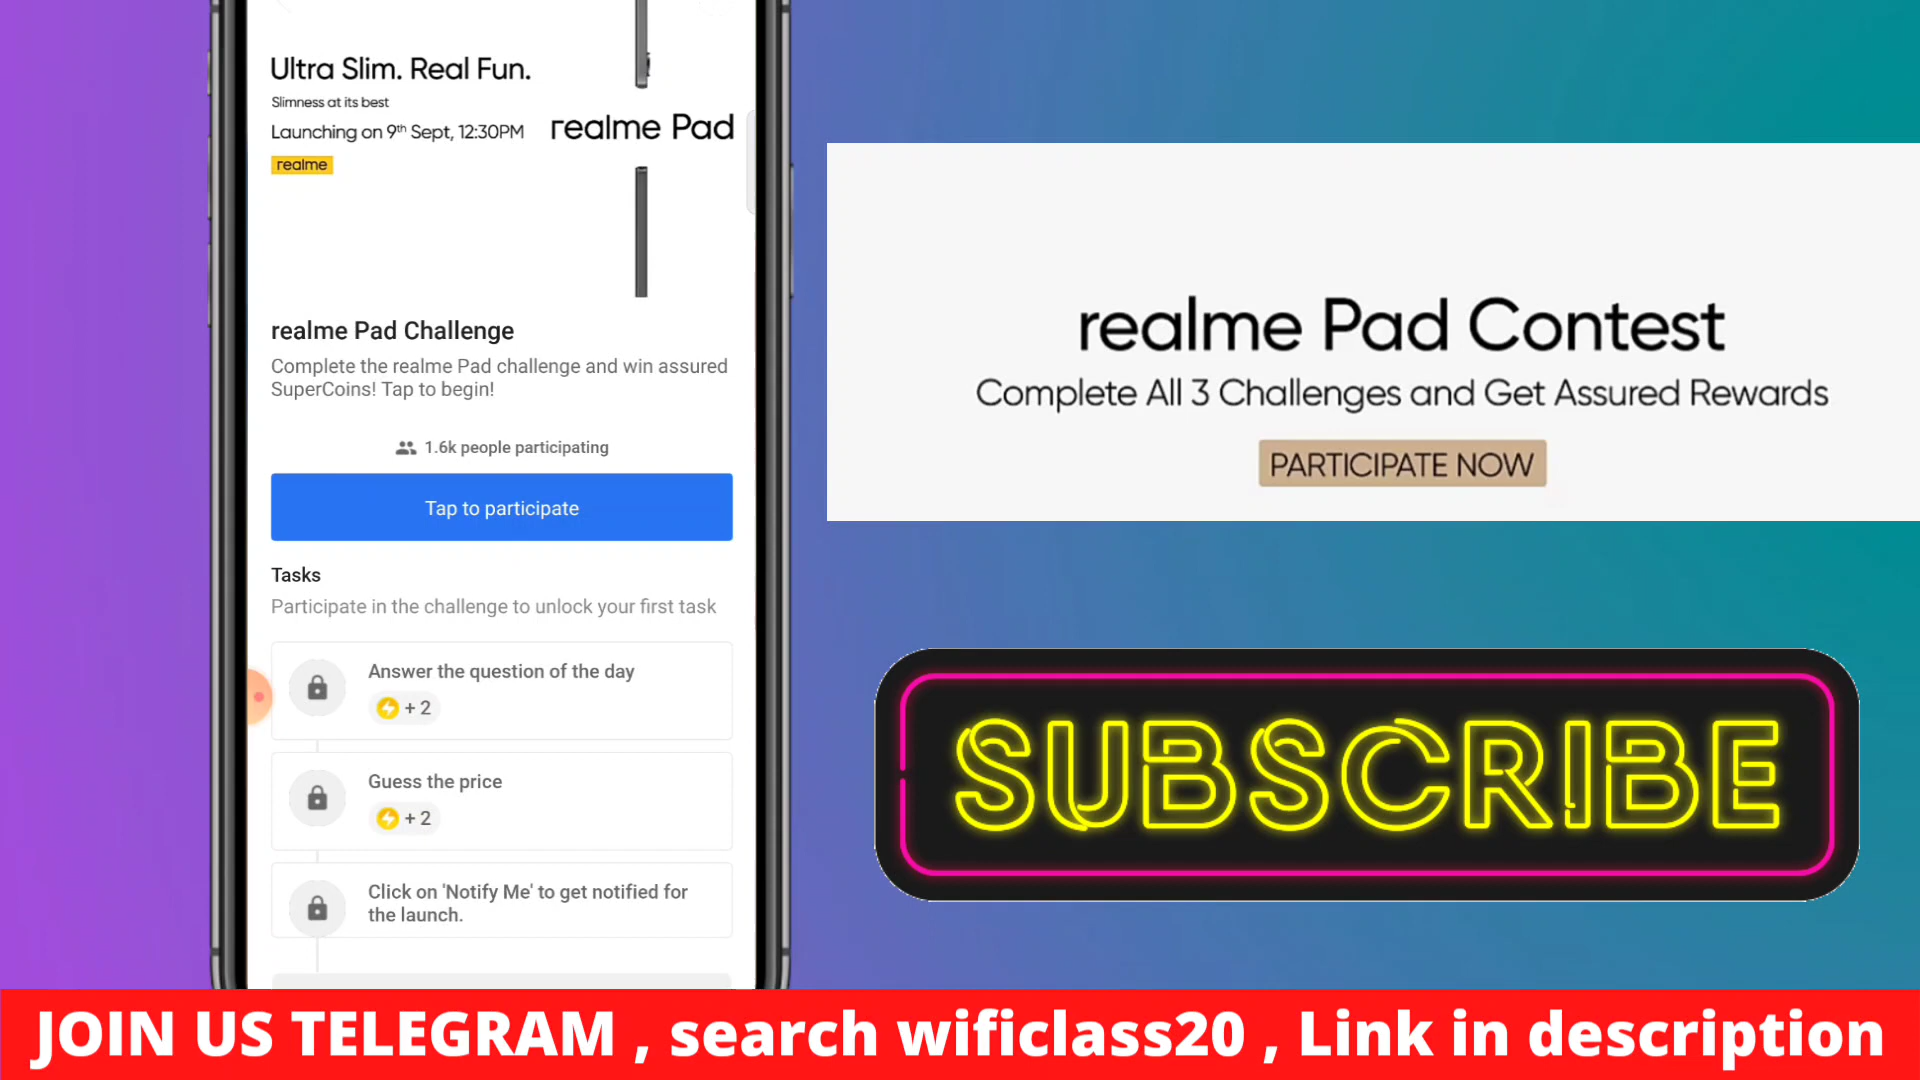 Ultra Slim. Real Fun.
Slimness at its best
Launching on 9th Sept, 12:30PM
realme Pad
realme
realme Pad Challenge
Complete the realme Pad challenge and win assured
SuperCoins! Tap to begin!
1.6k people participating
Tap to participate
Tasks
Participate in the challenge to unlock your first task
Answer the question of the day
+ 2
Guess the price
+ 2
Click on 'Notify Me' to get notified for
the launch.
realme Pad Contest
Complete All 3 Challenges and Get Assured Rewards
PARTICIPATE NOW
SUBSCRIBE
JOIN US TELEGRAM , search wificlass20 , Link in description